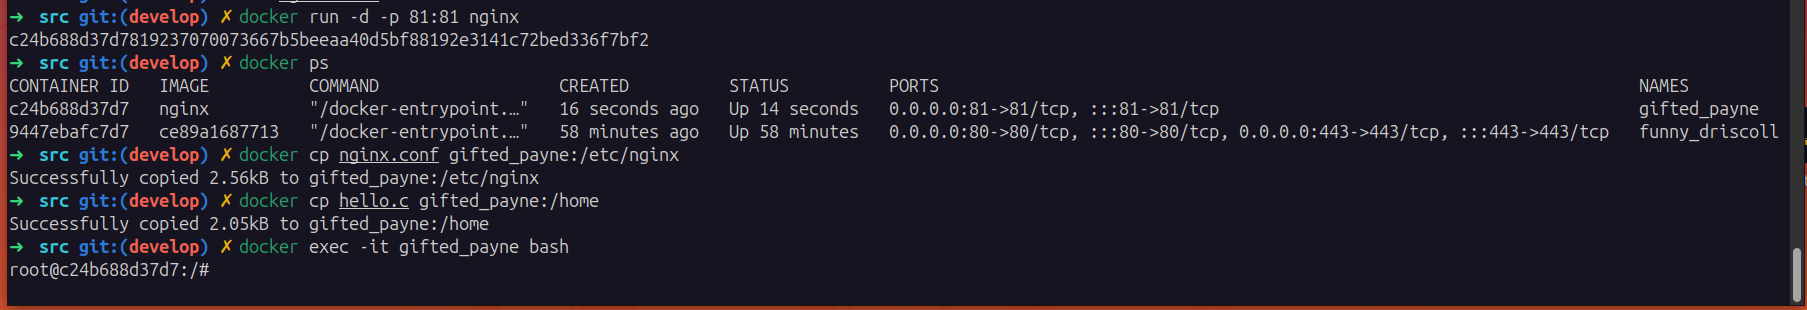 ➜ src git:(develop) ✗ docker run -d -p 81:81 nginx
c24b688d37d7819237070073667b5beeaa40d5bf88192e3141c72bed336f7bf2
➜ src git:(develop) ✗ docker ps
CONTAINER ID IMAGE COMMAND CREATED STATUS PORTS NAMES
c24b688d37d7 nginx "/docker-entrypoint.…" 16 seconds ago Up 14 seconds 0.0.0.0:81->81/tcp, :::81->81/tcp gifted_payne
9447ebafc7d7 ce89a1687713 "/docker-entrypoint.…" 58 minutes ago Up 58 minutes 0.0.0.0:80->80/tcp, :::80->80/tcp, 0.0.0.0:443->443/tcp, :::443->443/tcp funny_driscoll
➜ src git:(develop) ✗ docker cp nginx.conf gifted_payne:/etc/nginx
Successfully copied 2.56kB to gifted_payne:/etc/nginx
➜ src git:(develop) ✗ docker cp hello.c gifted_payne:/home
Successfully copied 2.05kB to gifted_payne:/home
➜ src git:(develop) ✗ docker exec -it gifted_payne bash
root@c24b688d37d7:/#